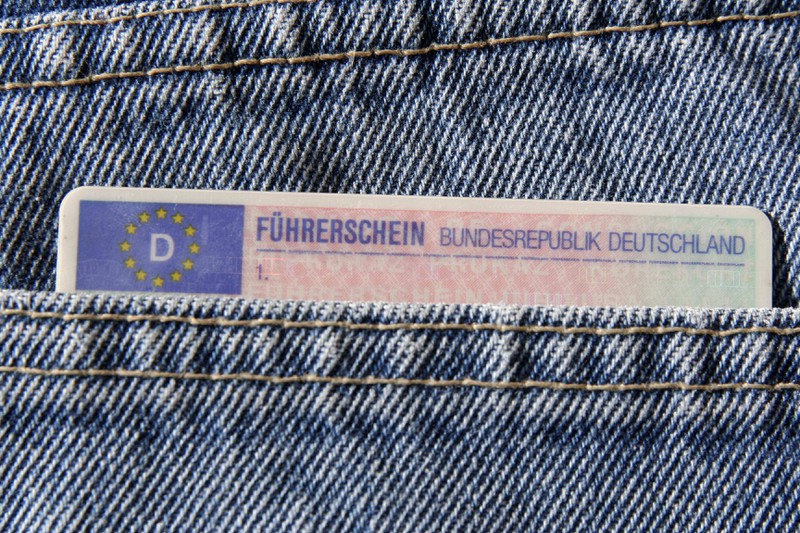 D
FÜHRERSCHEIN BUNDESREPUBLIK DEUTSCHLAND
1.